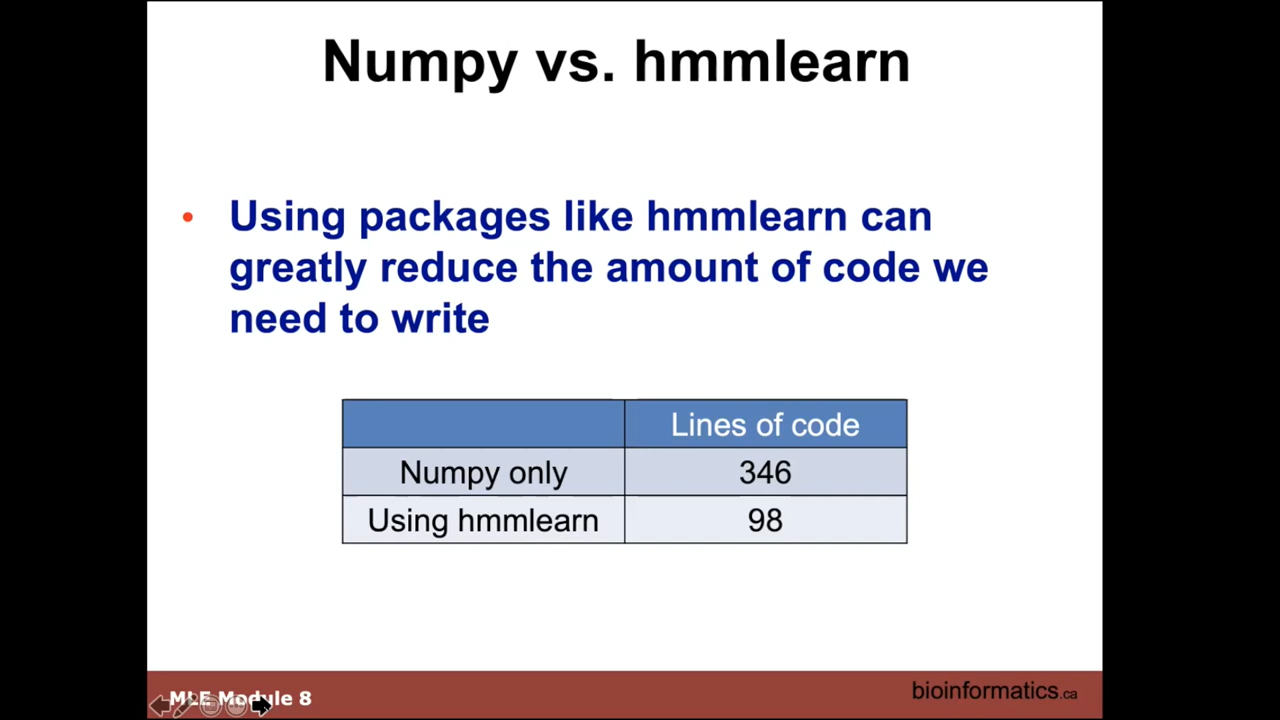 Numpy vs. hmmlearn
• Using packages like hmmlearn can
greatly reduce the amount of code we
need to write
Lines of code
Numpy only 346
Using hmmlearn 98
MLE Module 8
bioinformatics.ca